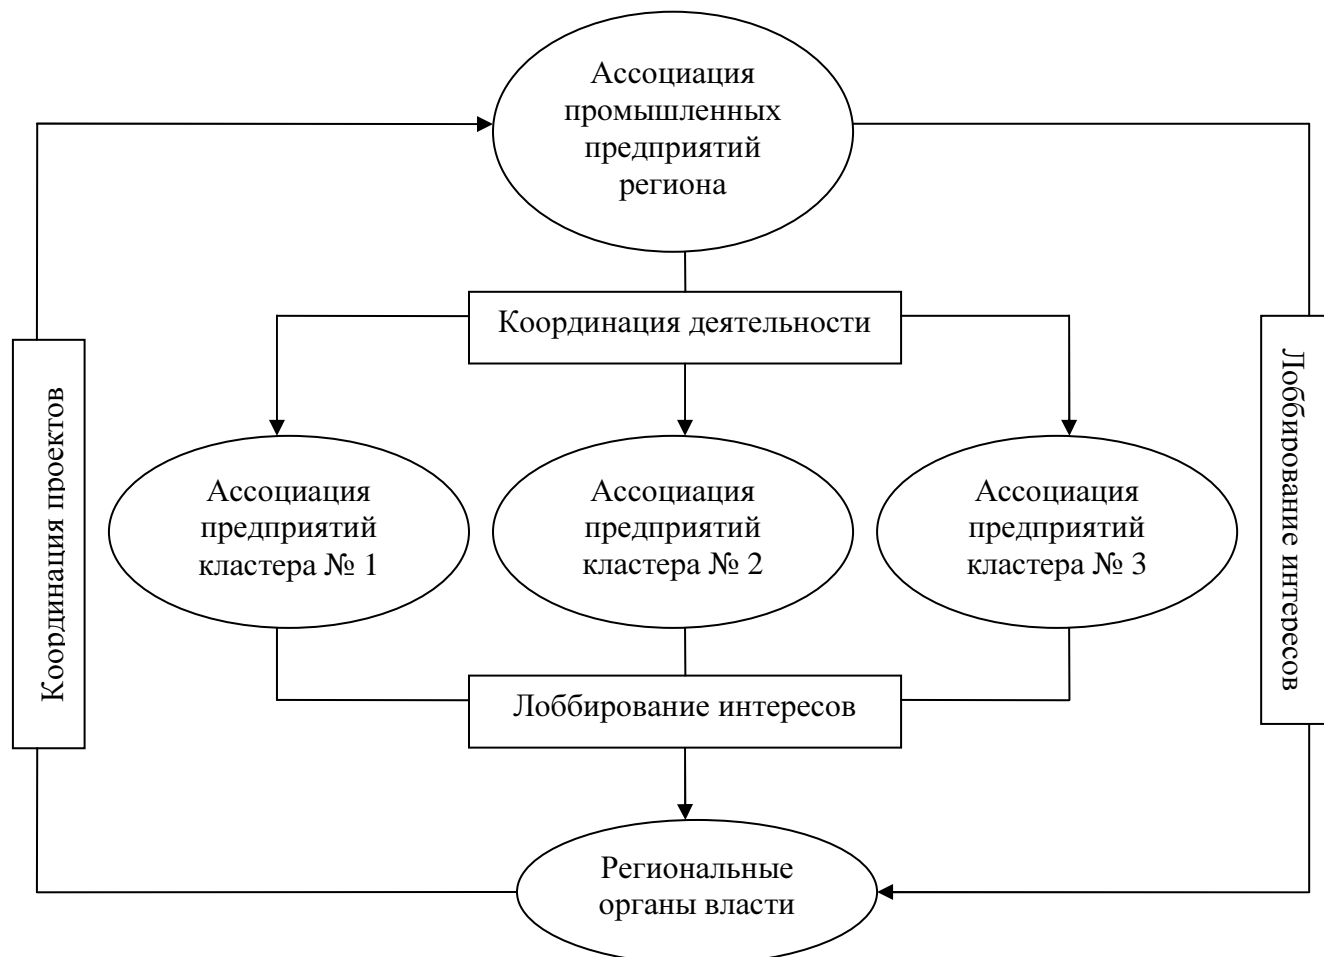 Ассоциация
промышленных
предприятий
региона
Координация деятельности
Координация проектов
Лоббирование интересов
Ассоциация
предприятий
кластера № 1
Ассоциация
предприятий
кластера № 2
Ассоциация
предприятий
кластера № 3
Лоббирование интересов
Региональные
органы власти